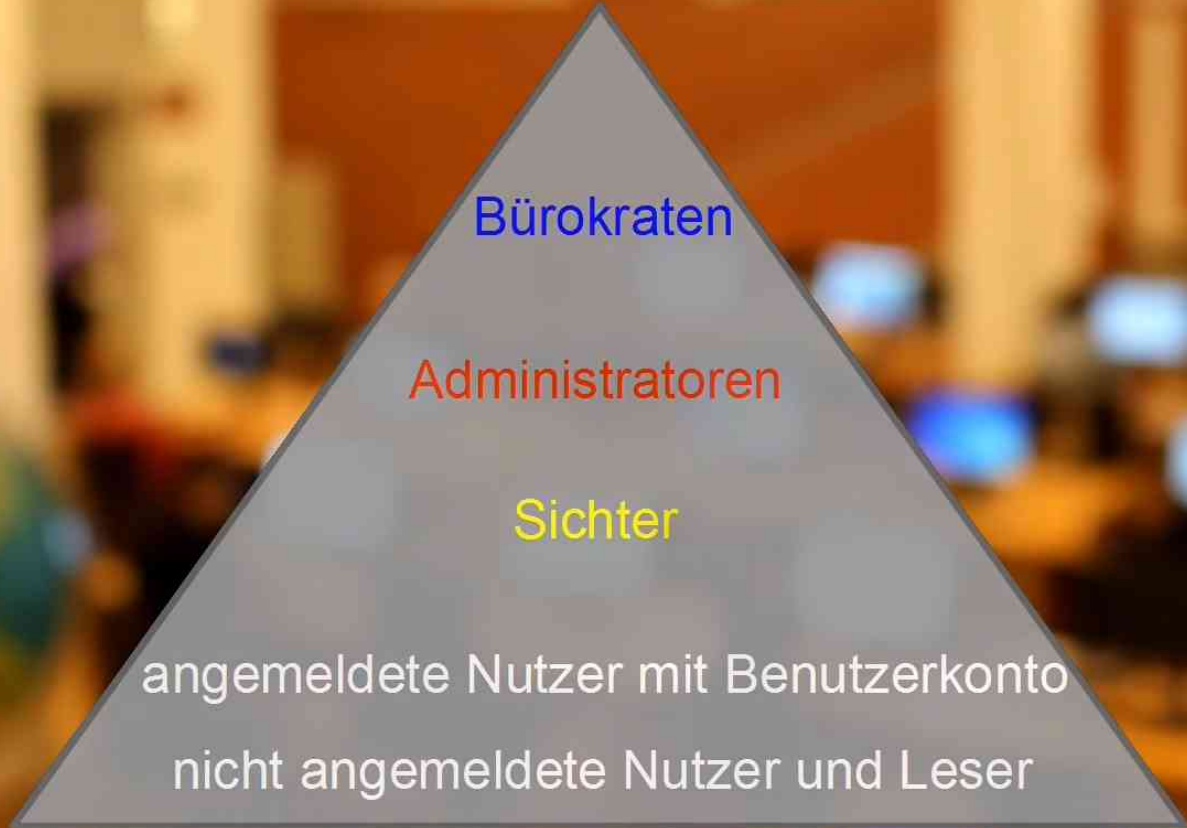 Bürokraten
Administratoren
Sichter
angemeldete Nutzer mit Benutzerkonto
nicht angemeldete Nutzer und Leser